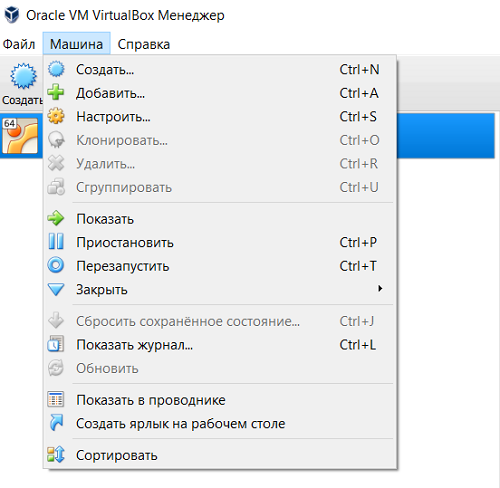 Oracle VM VirtualBox Менеджер
Файл Машина Справка
Создать
64
Создать... Ctrl+N
Добавить... Ctrl+A
Настроить... Ctrl+S
Клонировать... Ctrl+O
Удалить... Ctrl+R
Сгруппировать Ctrl+U
Показать
Приостановить Ctrl+P
Перезапустить Ctrl+T
Закрыть
Сбросить сохранённое состояние... Ctrl+J
Показать журнал... Ctrl+L
Обновить
Показать в проводнике
Создать ярлык на рабочем столе
Сортировать